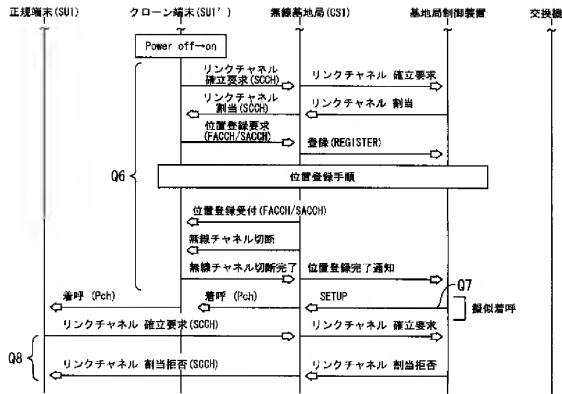 正規端末(SU1)
クローン端末(SU1')
無線基地局(CS1)
基地局制御装置
交換機
Power off→on
リンクチャネル
確立要求(SCCH)
リンクチャネル 確立要求
リンクチャネル
割当(SCCH)
リンクチャネル 割当
位置登録要求
(FACCH/SACCH)
登録(REGISTER)
Q6
位置登録手順
位置登録受付(FACCH/SACCH)
無線チャネル切断
無線チャネル切断完了
位置登録完了通知
Q7
着呼 (Pch)
着呼 (Pch)
SETUP
擬似着呼
リンクチャネル 確立要求(SCCH)
リンクチャネル 確立要求
Q8
リンクチャネル 割当拒否(SCCH)
リンクチャネル 割当拒否